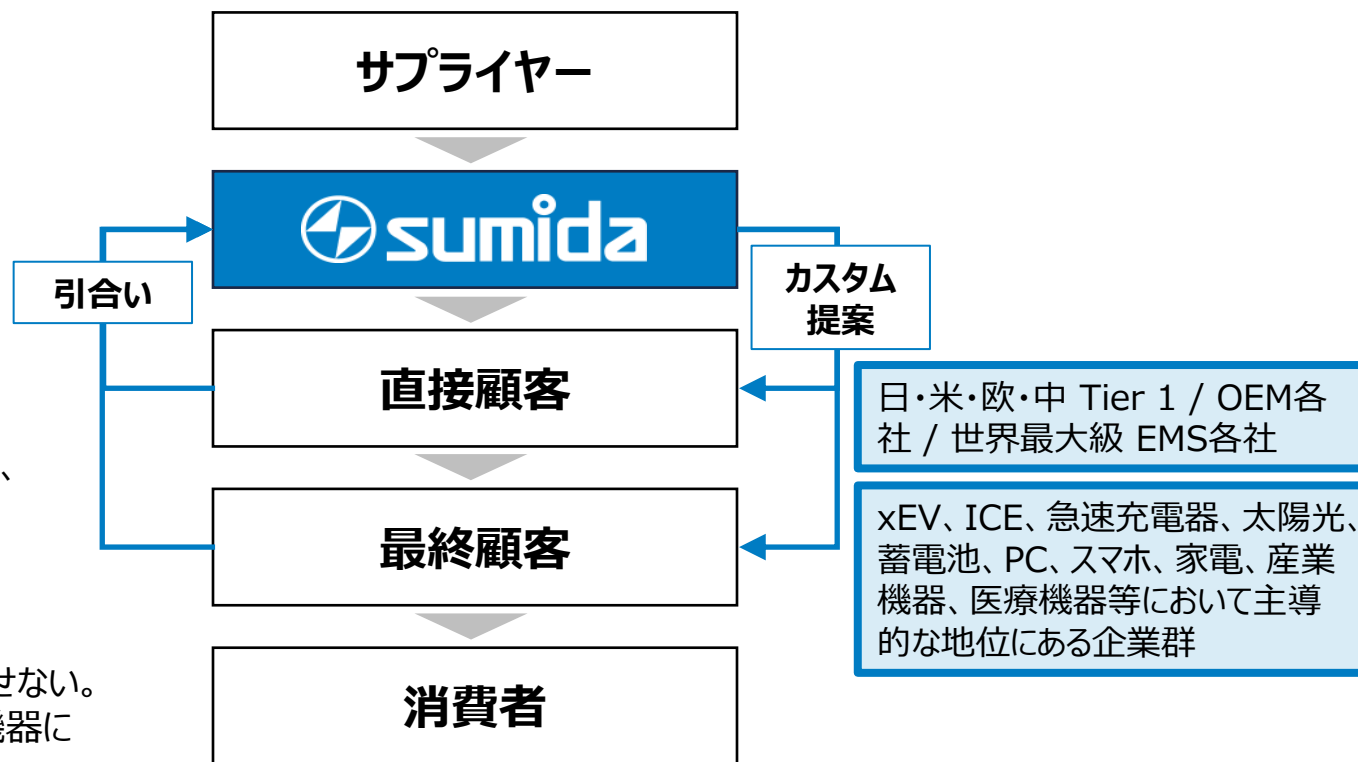 サプライヤー
sumida
引合い
カスタム
提案
直接顧客
日・米・欧・中 Tier 1 / OEM各
社 / 世界最大級 EMS各社
、
最終顧客
xEV、ICE、急速充電器、太陽光、
蓄電池、PC、スマホ、家電、産業
機器、医療機器等において主導
的な地位にある企業群
せない。
機器に
消費者